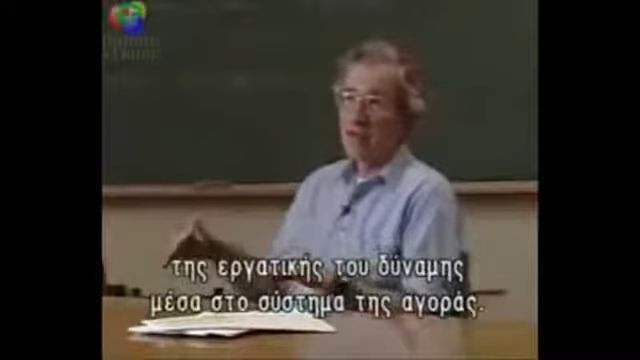 της εργατικής του δύναμης
μέσα στο σύστημα της αγοράς.